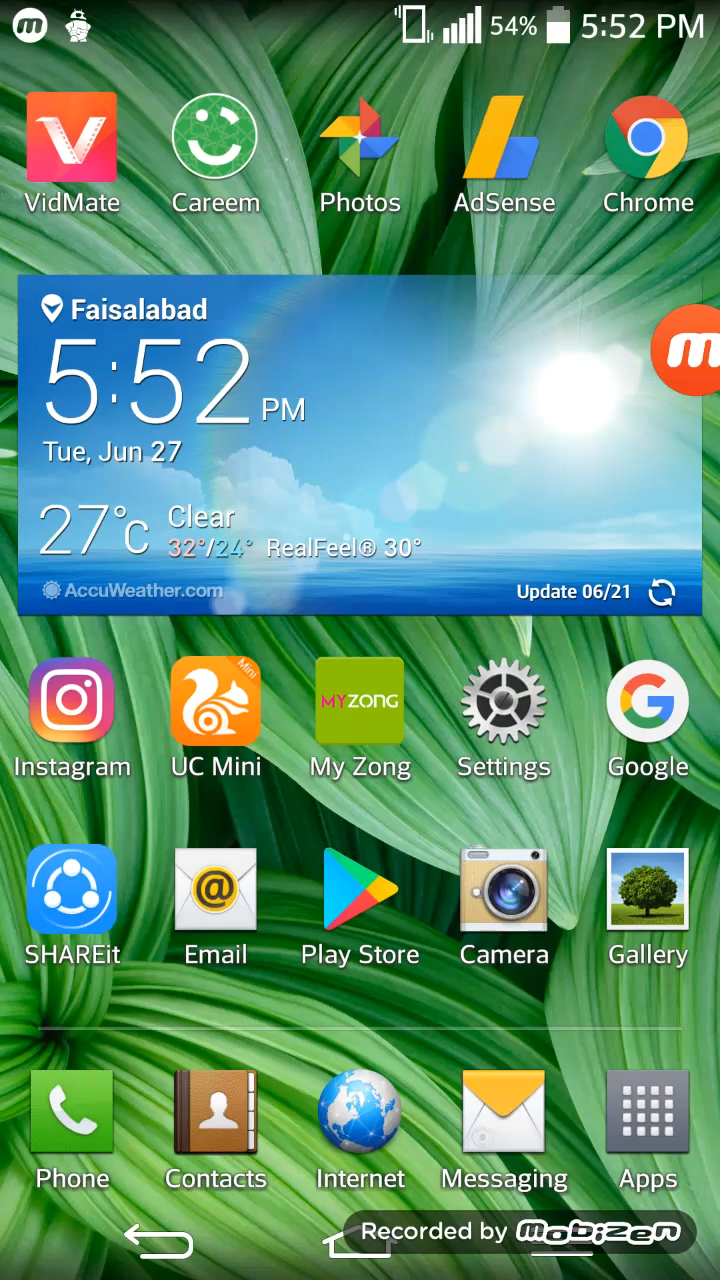 54% 5:52 PM
VidMate Careem Photos AdSense Chrome
Faisalabad
5:52 PM
Tue, Jun 27
27°c Clear
32°/24° RealFeel® 30°
AccuWeather.com Update 06/21
Mini
MYZONG
Instagram UC Mini My Zong Settings Google
SHAREit Email Play Store Camera Gallery
Phone Contacts Internet Messaging Apps
Recorded by mobizen